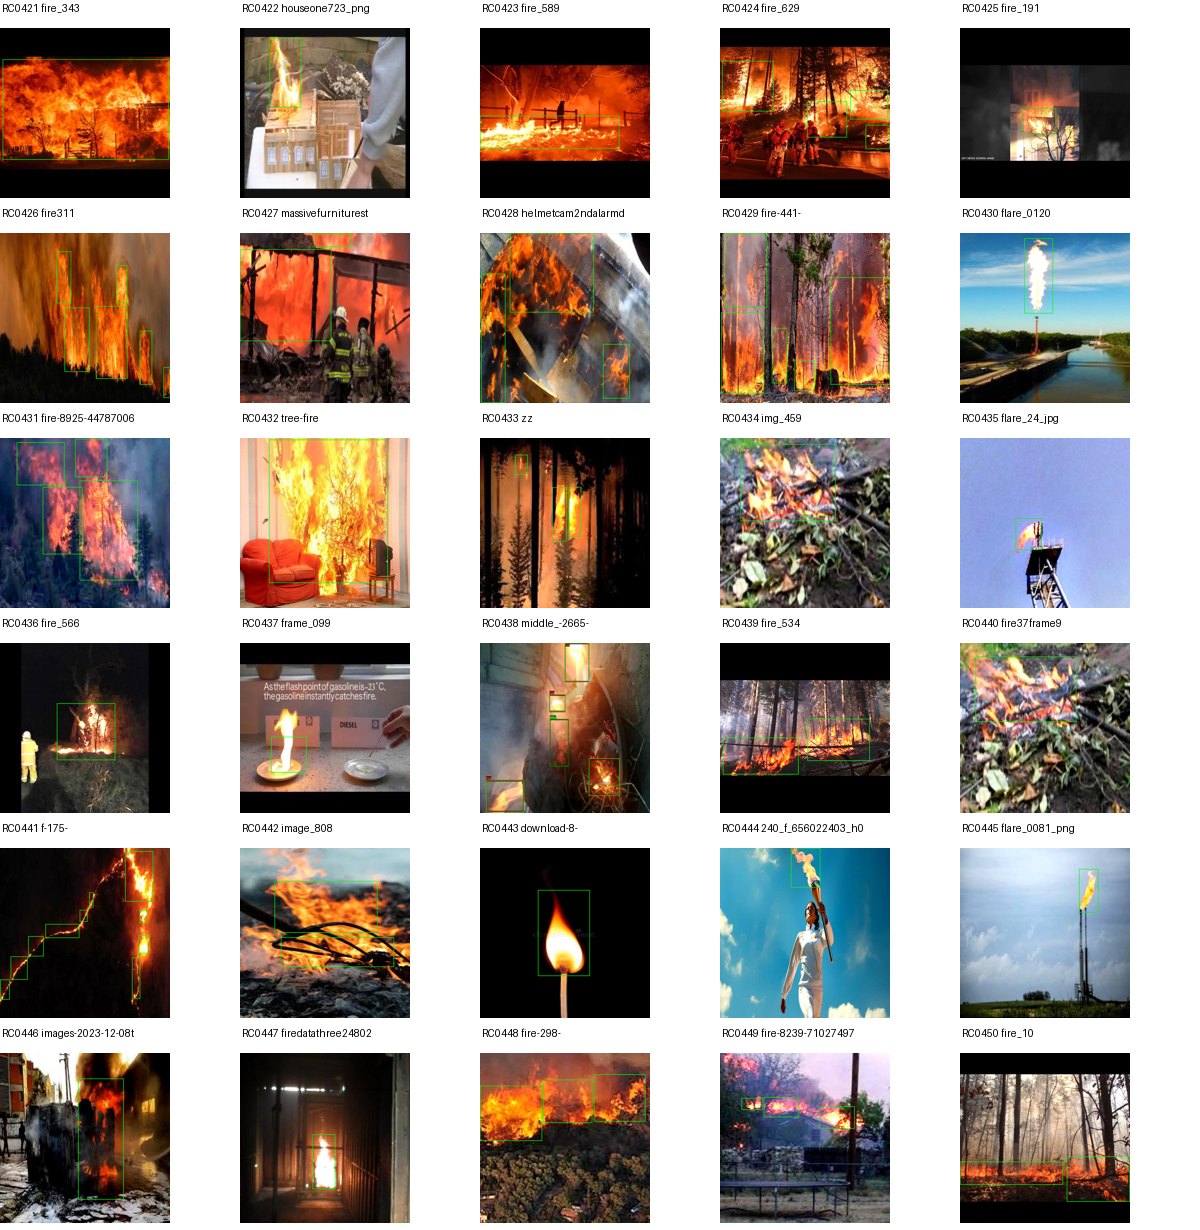 RC0421 fire_343
RC0422 houseone723_png
RC0423 fire_589
RC0424 fire_629
RC0425 fire_191
RC0426 fire311
RC0427 massivefurniturest
RC0428 helmetcam2ndalarmd
RC0429 fire-441-
RC0430 flare_0120
RC0431 fire-8925-44787006
RC0432 tree-fire
RC0433 zz
RC0434 img_459
RC0435 flare_24_jpg
RC0436 fire_566
RC0437 frame_099
RC0438 middle_-2665-
RC0439 fire_534
RC0440 fire37frame9
As the flash point of gasoline is -23°C,
the gasoline instantly catches fire.
DIESEL
RC0441 f-175-
RC0442 image_808
RC0443 download-8-
RC0444 240_f_656022403_h0
RC0445 flare_0081_png
RC0446 images-2023-12-08t
RC0447 firedatathree24802
RC0448 fire-298-
RC0449 fire-8239-71027497
RC0450 fire_10